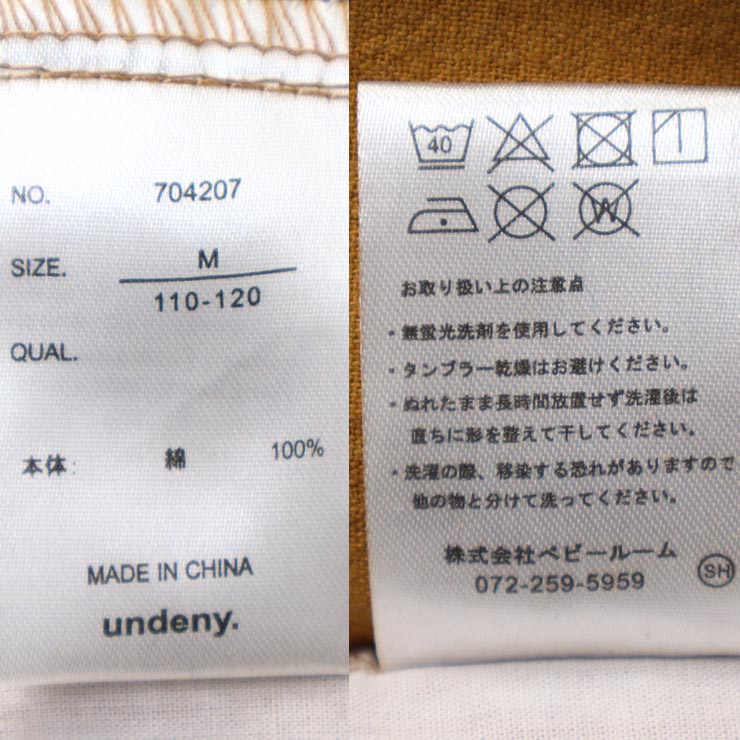 NO. 704207
SIZE. M
110-120
QUAL.
本体: 綿 100%
MADE IN CHINA
undeny.
40
W
お取り扱い上の注意点
・無蛍光洗剤を使用してください。
・タンブラー乾燥はお避けください。
・ぬれたまま長時間放置せず洗濯後は
直ちに形を整えて干してください。
・洗濯の際、移染する恐れがありますので
他の物と分けて洗ってください。
株式会社ベビールーム
072-259-5959
SH